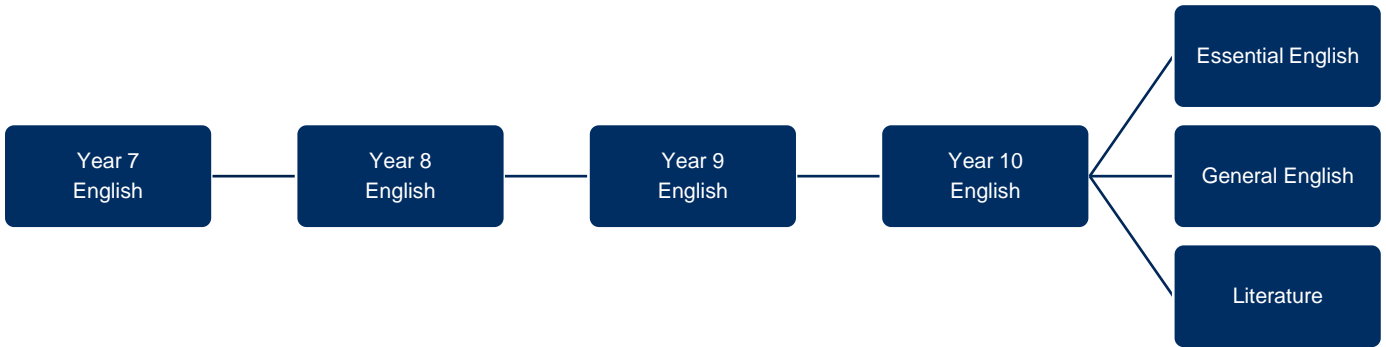 Year 7
English
Year 8
English
Year 9
English
Year 10
English
Essential English
General English
Literature